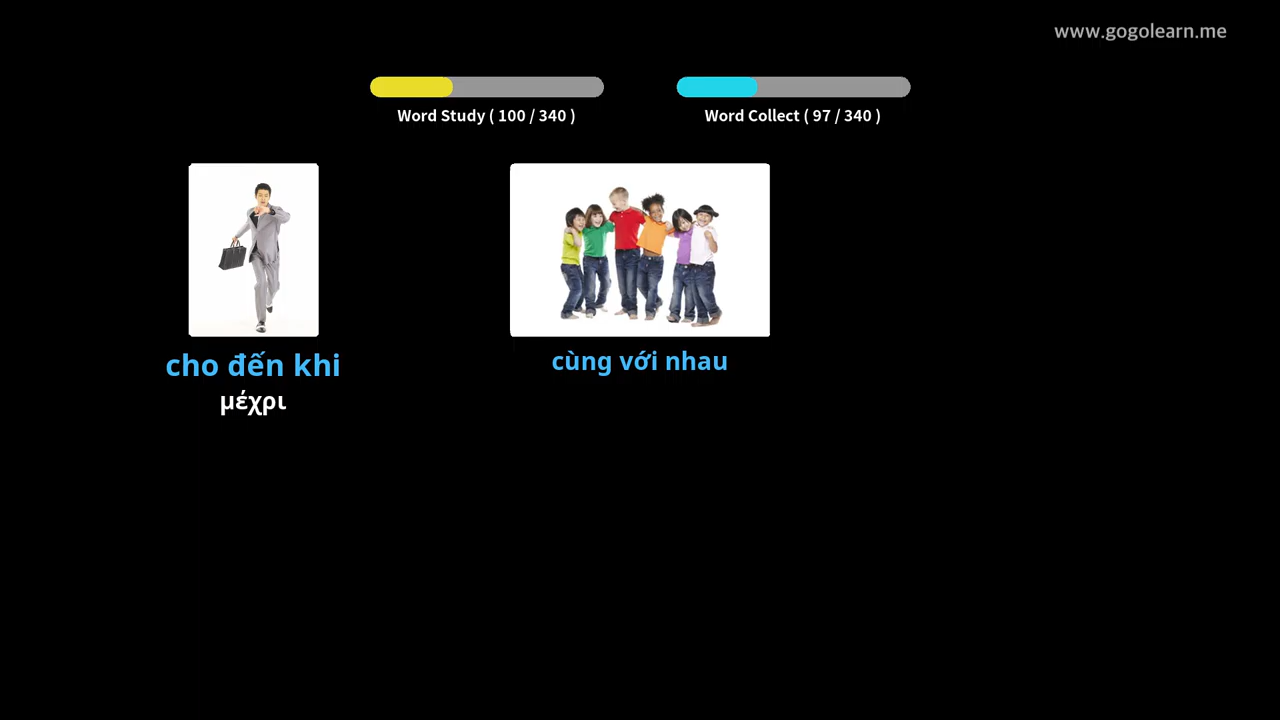 www.gogolearn.me
Word Study ( 100 / 340 )
Word Collect ( 97 / 340 )
cho đến khi
μέχρι
cùng với nhau